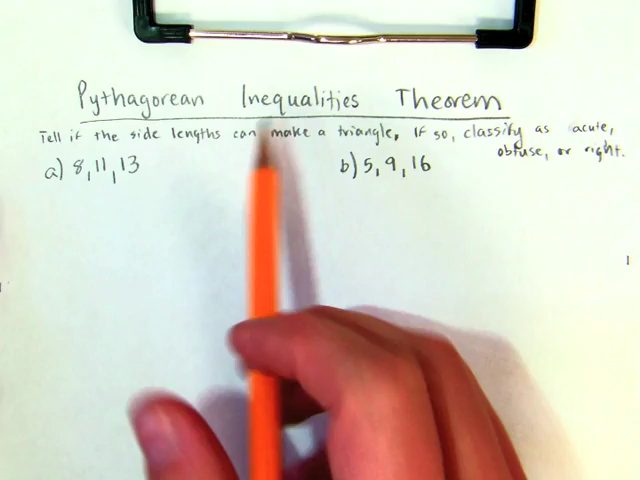 Pythagorean Inequalities Theorem
Tell if the side lengths can make a triangle. If so, classify as acute,
obtuse, or right.
a) 8, 11, 13 b) 5, 9, 16
1